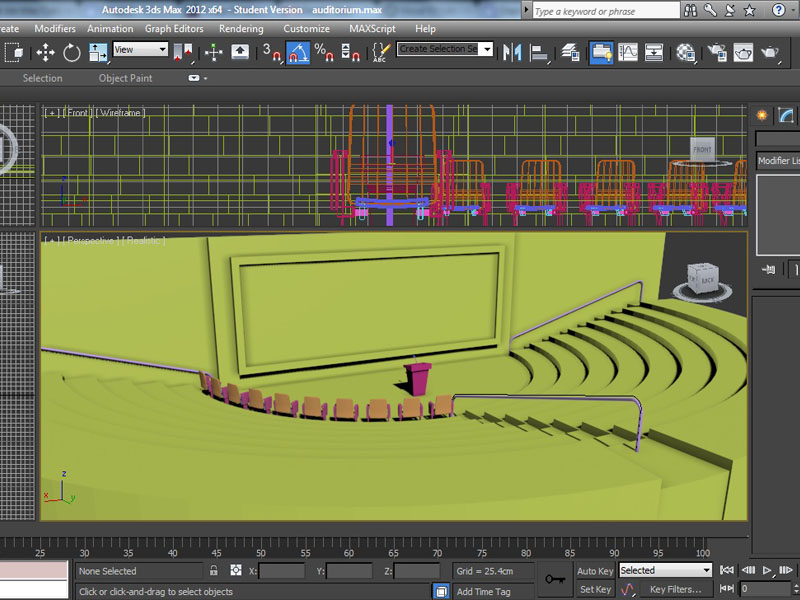 Autodesk 3ds Max 2012 x64 - Student Version auditorium.max
Type a keyword or phrase
Modifiers Animation Graph Editors Rendering Customize MAXScript Help
View 3 % ABC Create Selection Se
Selection Object Paint
[ + ] [ Front ] [ Wireframe ]
FRONT
Modifier Lis
[ + ] [ Perspective ] [ Realistic ]
BACK
z
x y
25 30 35 40 45 50 55 60 65 70 75 80 85 90 95 100
None Selected X: Y: Z: Grid = 25.4cm Auto Key Selected
Click or click-and-drag to select objects Add Time Tag Set Key Key Filters... 0